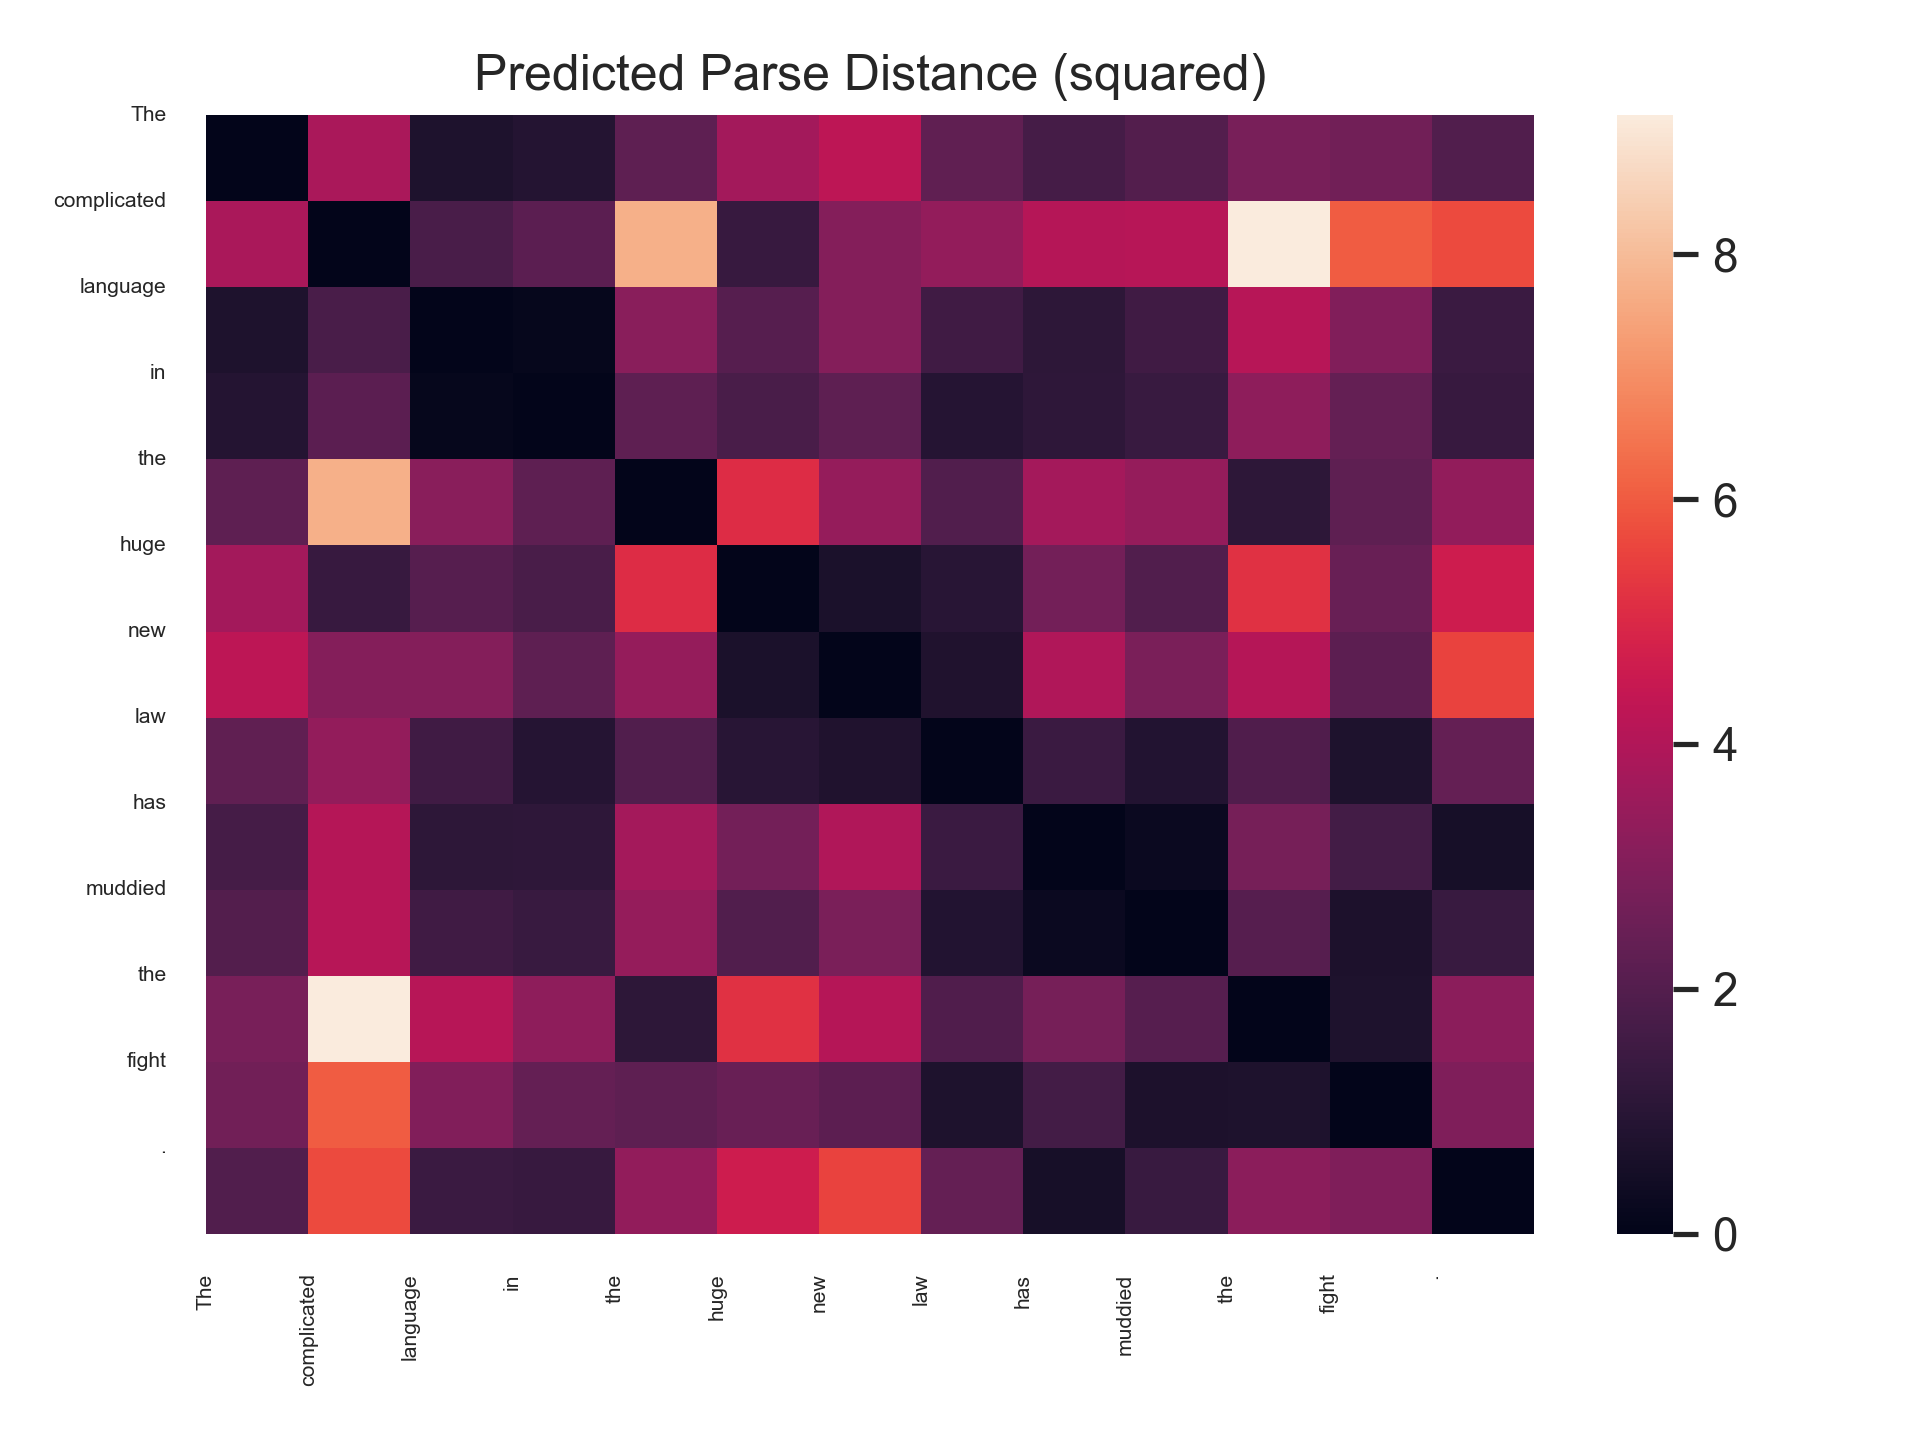 Predicted Parse Distance (squared)
The
complicated
language
in
the
huge
new
law
has
muddied
the
fight
.
8
6
4
2
0
The
complicated
language
in
the
huge
new
law
has
muddied
the
fight
.